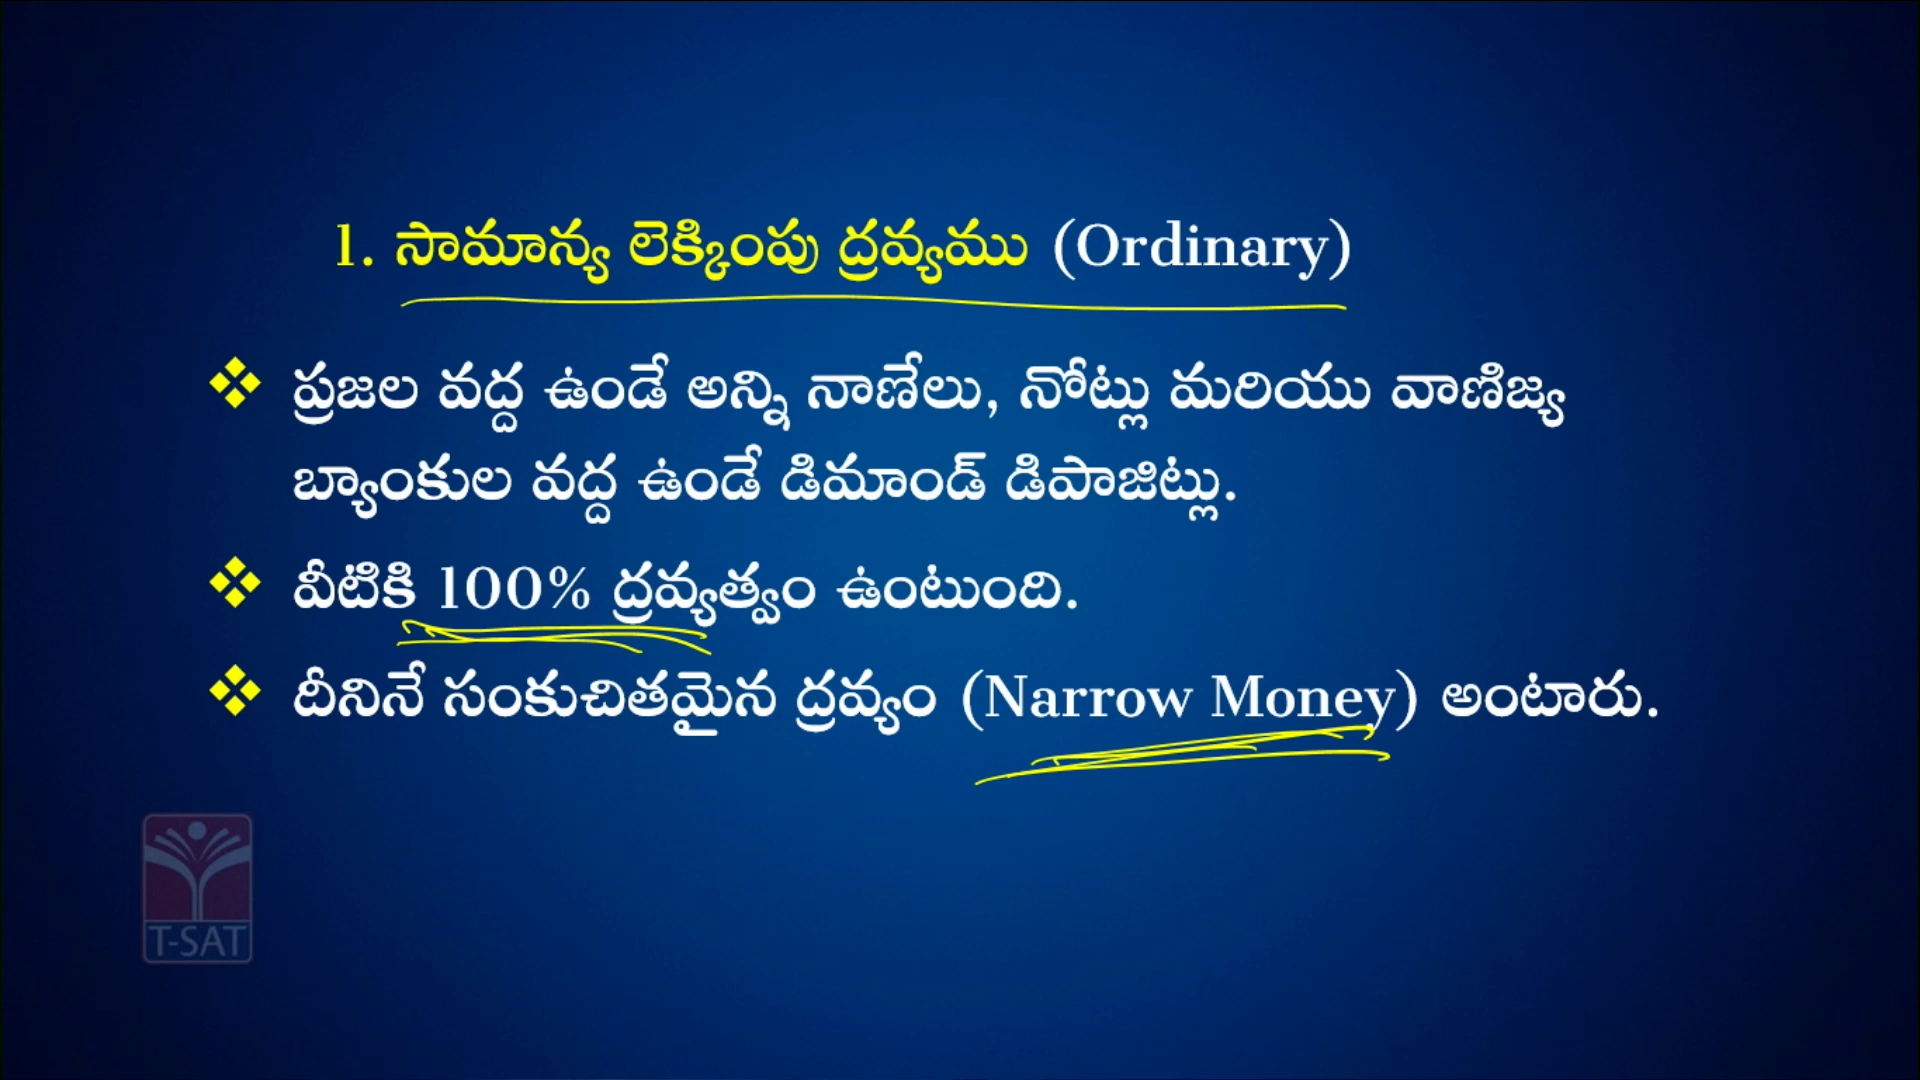 1. సామాన్య లెక్కింపు ద్రవ్యము (Ordinary)
❖ ప్రజల వద్ద ఉండే అన్ని నాణేలు, నోట్లు మరియు వాణిజ్య
బ్యాంకుల వద్ద ఉండే డిమాండ్ డిపాజిట్లు.
❖ వీటికి 100% ద్రవ్యత్వం ఉంటుంది.
❖ దీనినే సంకుచితమైన ద్రవ్యం (Narrow Money) అంటారు.
T-SAT